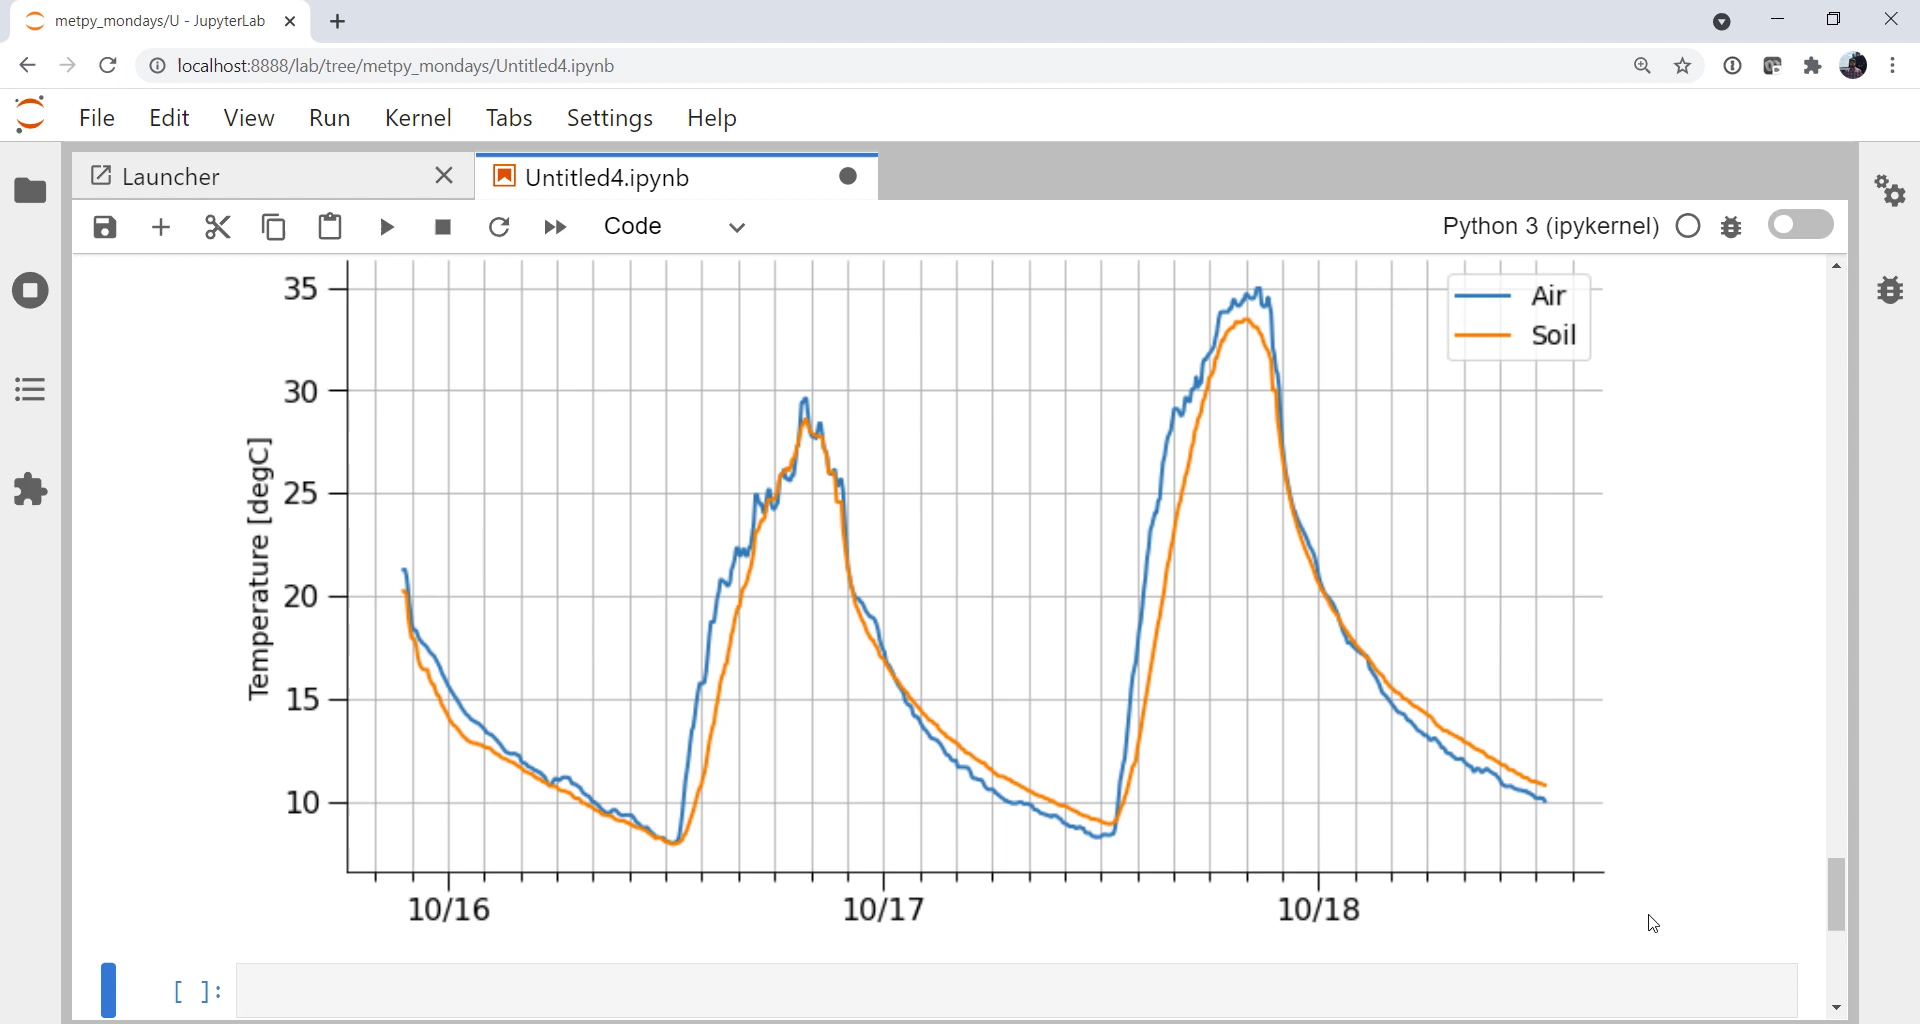 metpy_mondays/U - JupyterLab
localhost:8888/lab/tree/metpy_mondays/Untitled4.ipynb
File Edit View Run Kernel Tabs Settings Help
Launcher
Untitled4.ipynb
Code
Python 3 (ipykernel)
35
30
25
20
15
10
Temperature [degC]
Air
Soil
10/16
10/17
10/18
[ ]: